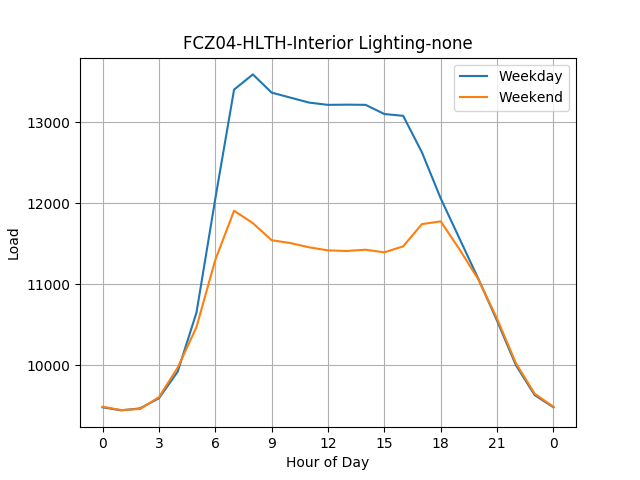 FCZ04-HLTH-Interior Lighting-none
Weekday
Weekend
13000
12000
11000
10000
Load
0 3 6 9 12 15 18 21 0
Hour of Day